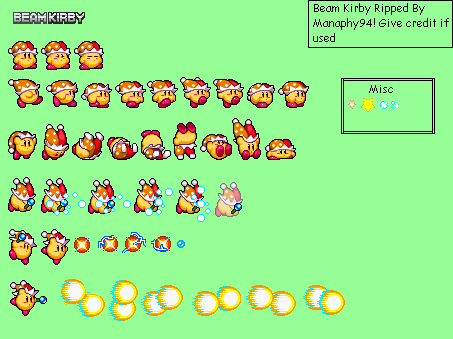 BEAM KIRBY
Beam Kirby Ripped By
Manaphy94! Give credit if
used
Misc